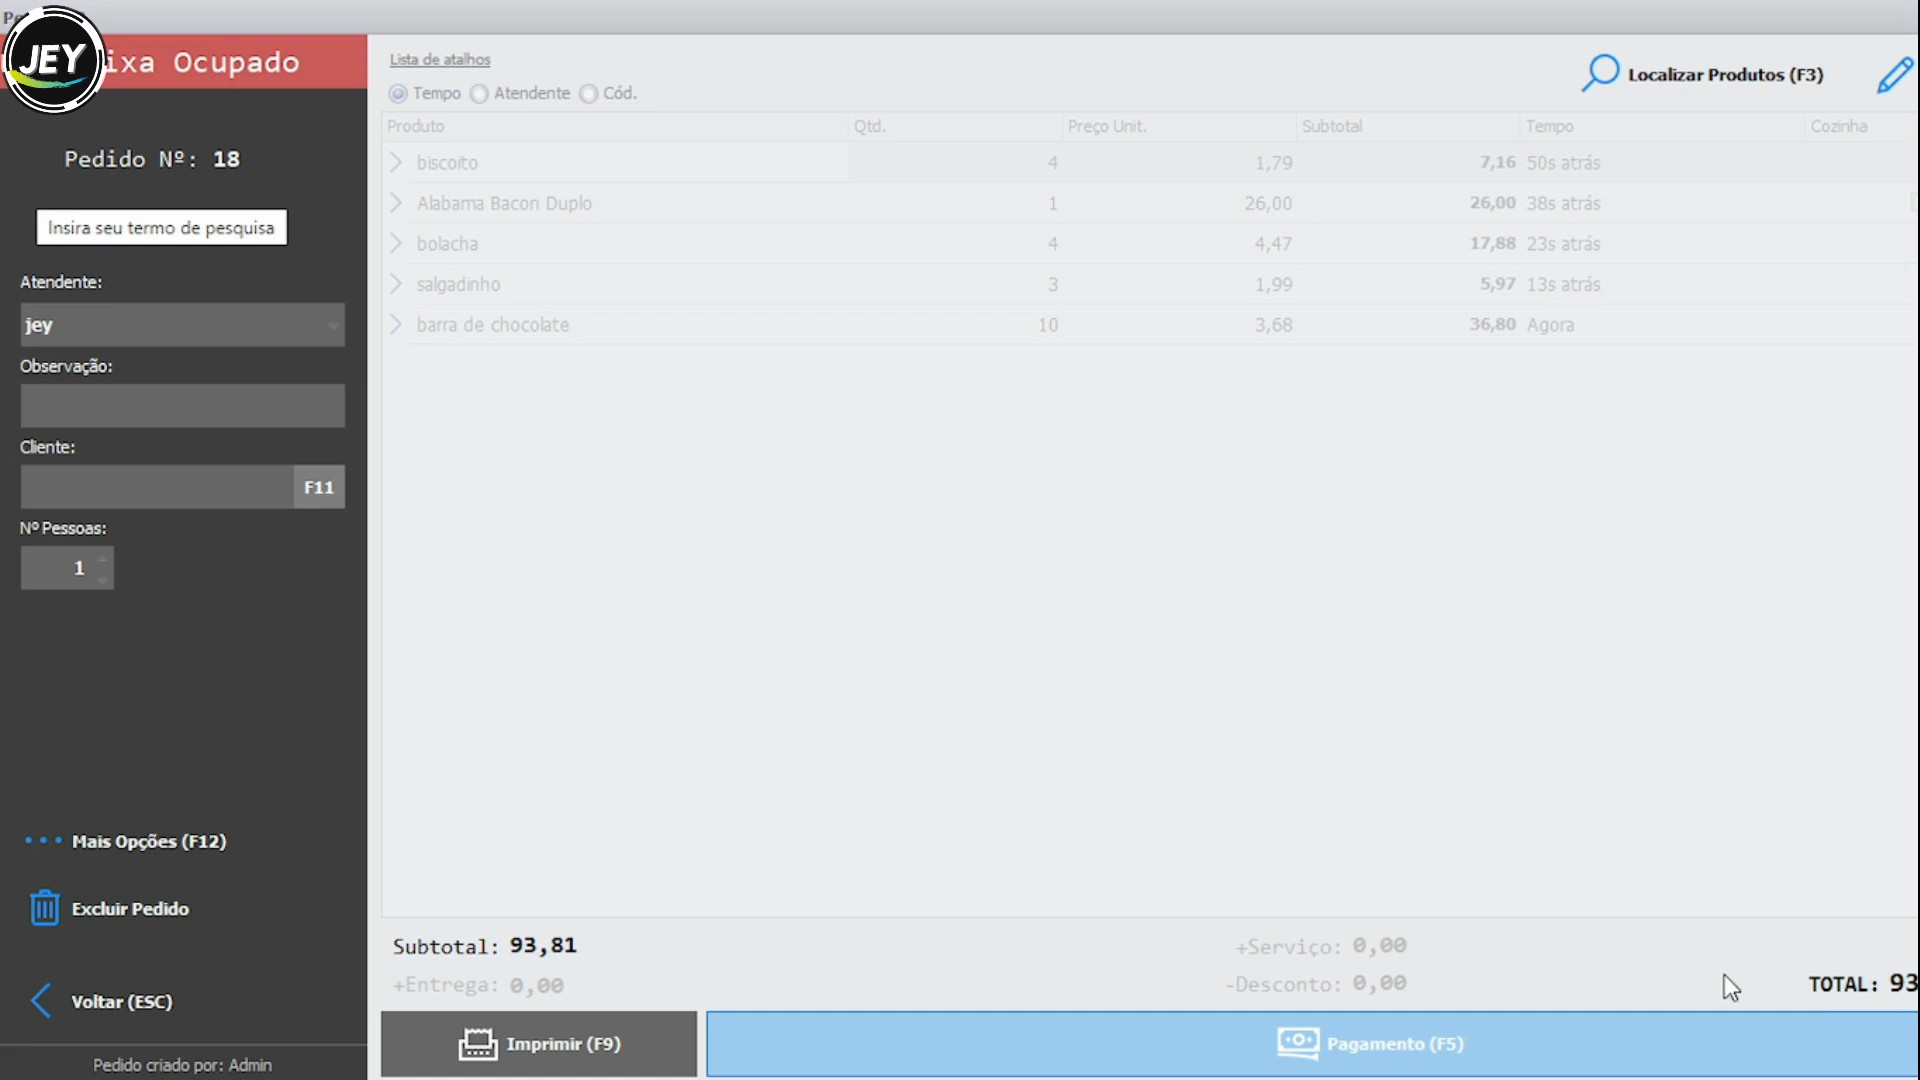 JEY
ixa Ocupado
Pedido Nº: 18
Insira seu termo de pesquisa
Atendente:
jey
Observação:
Cliente:
F11
Nº Pessoas:
1
Mais Opções (F12)
Excluir Pedido
Voltar (ESC)
Pedido criado por: Admin
Lista de atalhos
Tempo Atendente Cód.
Localizar Produtos (F3)
Produto Qtd. Preço Unit. Subtotal Tempo Cozinha
biscoito 4 1,79 7,16 50s atrás
Alabama Bacon Duplo 1 26,00 26,00 38s atrás
bolacha 4 4,47 17,88 23s atrás
salgadinho 3 1,99 5,97 13s atrás
barra de chocolate 10 3,68 36,80 Agora
Subtotal: 93,81 +Serviço: 0,00
+Entrega: 0,00 -Desconto: 0,00 TOTAL: 93
Imprimir (F9) Pagamento (F5)